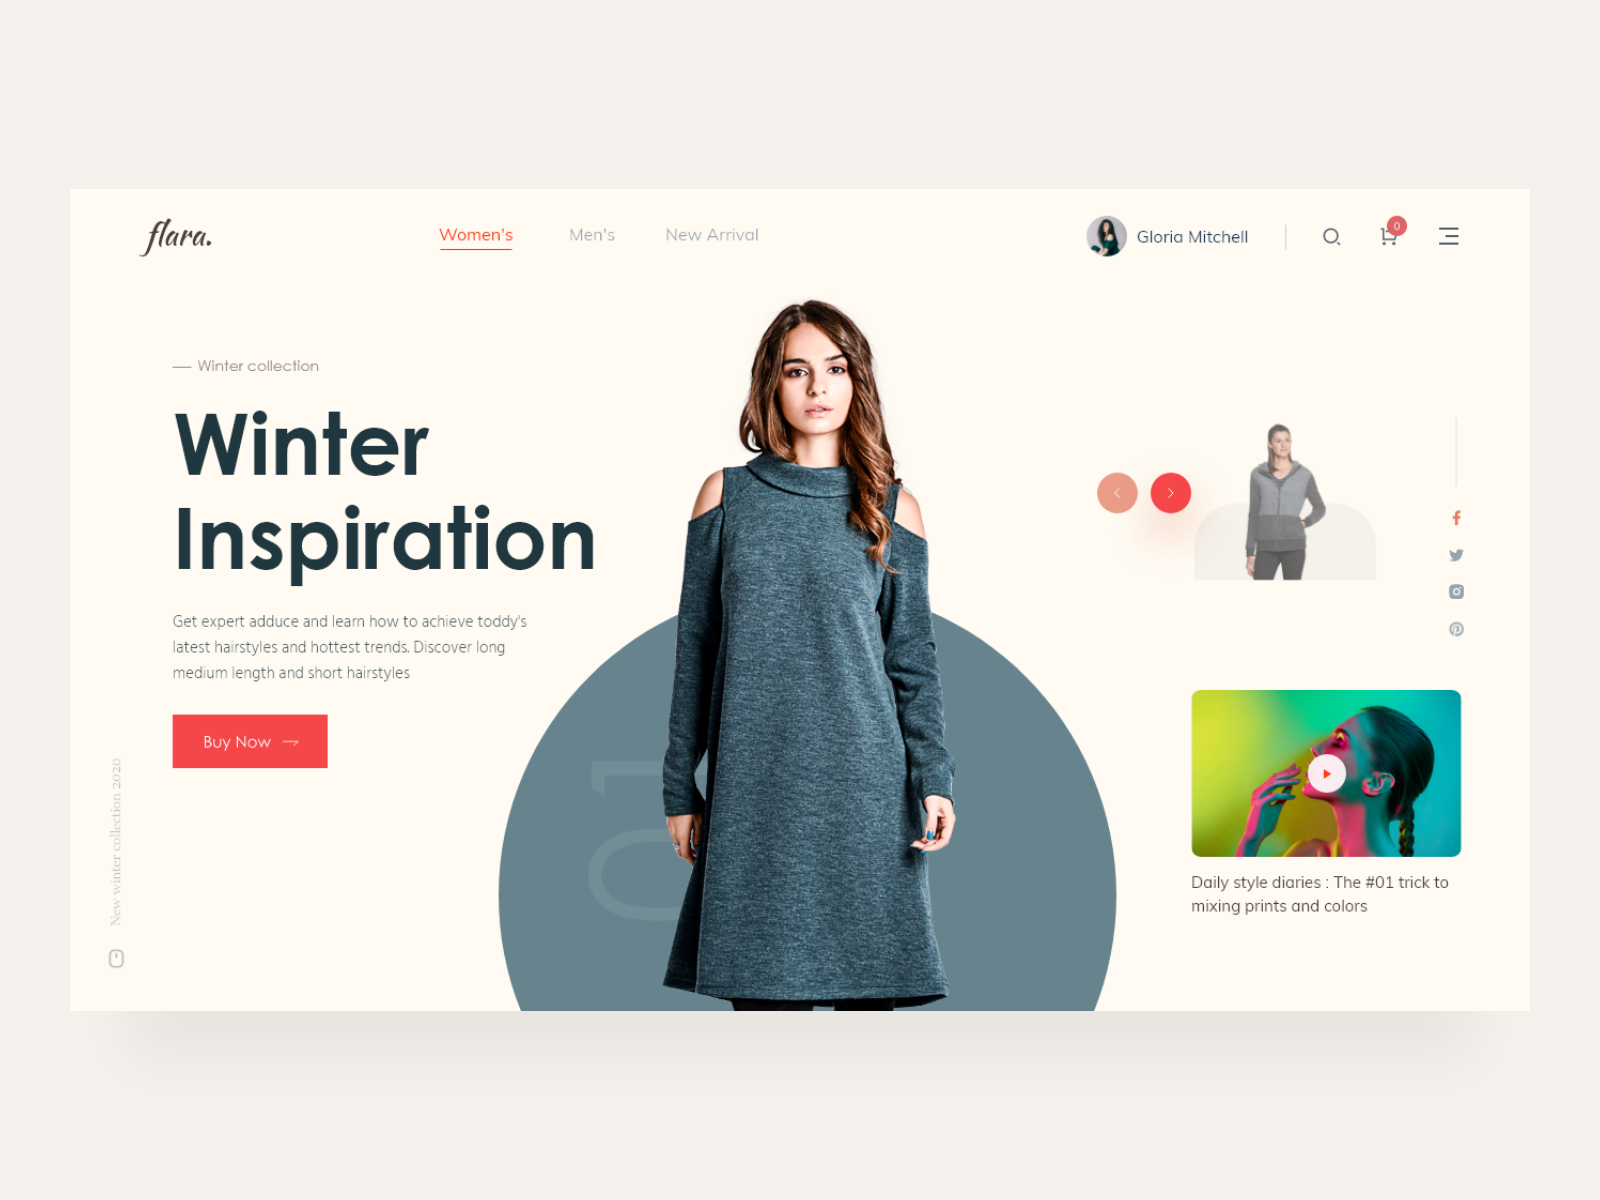 flara.
Women's
Men's
New Arrival
Gloria Mitchell
0
Winter collection
Winter
Inspiration
Get expert adduce and learn how to achieve toddy's
latest hairstyles and hottest trends. Discover long
medium length and short hairstyles
Buy Now
New winter collection 2020
01
Daily style diaries : The #01 trick to
mixing prints and colors